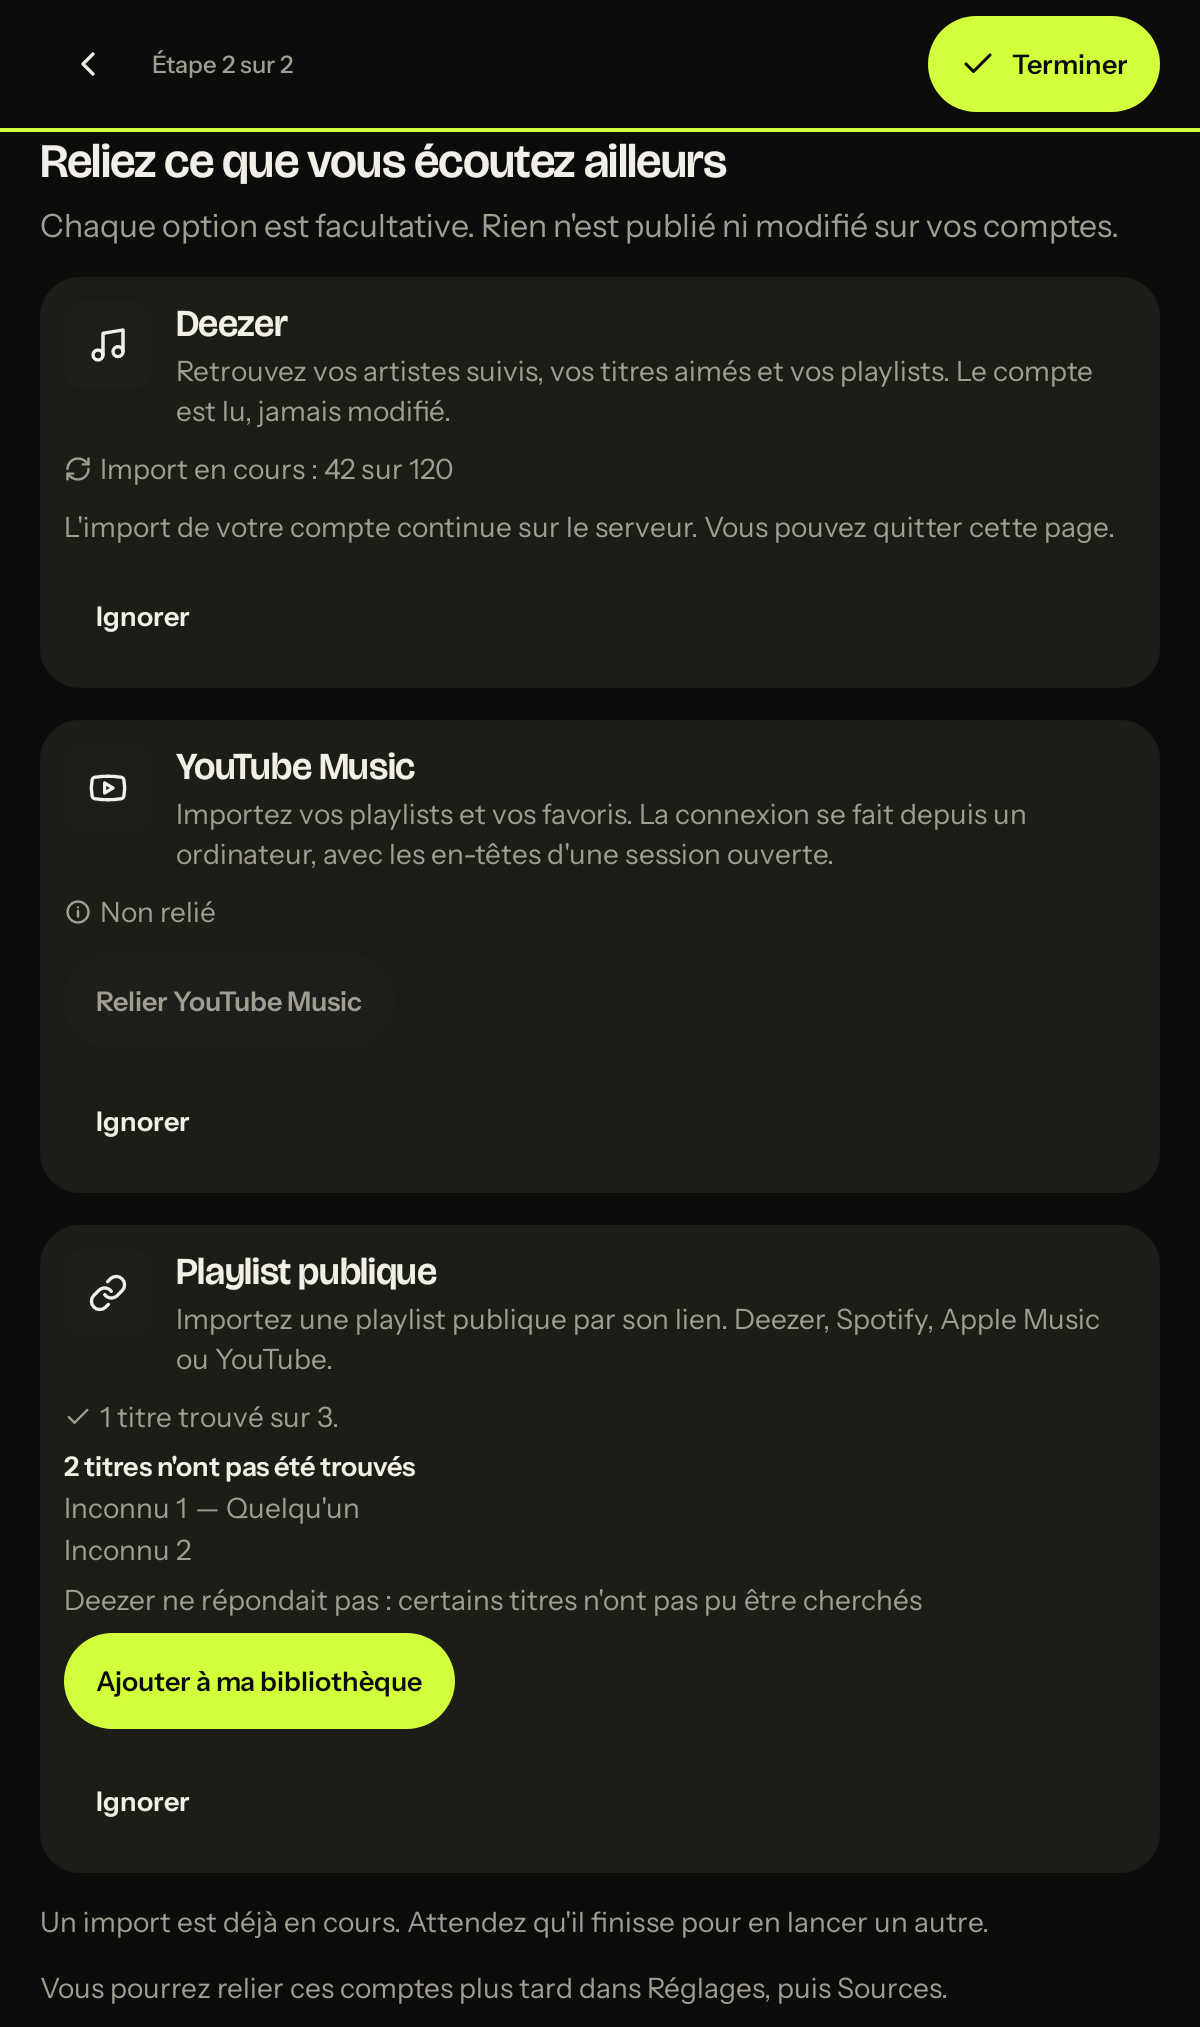 Étape 2 sur 2
Terminer
Reliez ce que vous écoutez ailleurs
Chaque option est facultative. Rien n'est publié ni modifié sur vos comptes.
Deezer
Retrouvez vos artistes suivis, vos titres aimés et vos playlists. Le compte
est lu, jamais modifié.
Import en cours : 42 sur 120
L'import de votre compte continue sur le serveur. Vous pouvez quitter cette page.
Ignorer
YouTube Music
Importez vos playlists et vos favoris. La connexion se fait depuis un
ordinateur, avec les en-têtes d'une session ouverte.
Non relié
Relier YouTube Music
Ignorer
Playlist publique
Importez une playlist publique par son lien. Deezer, Spotify, Apple Music
ou YouTube.
1 titre trouvé sur 3.
2 titres n'ont pas été trouvés
Inconnu 1 — Quelqu'un
Inconnu 2
Deezer ne répondait pas : certains titres n'ont pas pu être cherchés
Ajouter à ma bibliothèque
Ignorer
Un import est déjà en cours. Attendez qu'il finisse pour en lancer un autre.
Vous pourrez relier ces comptes plus tard dans Réglages, puis Sources.